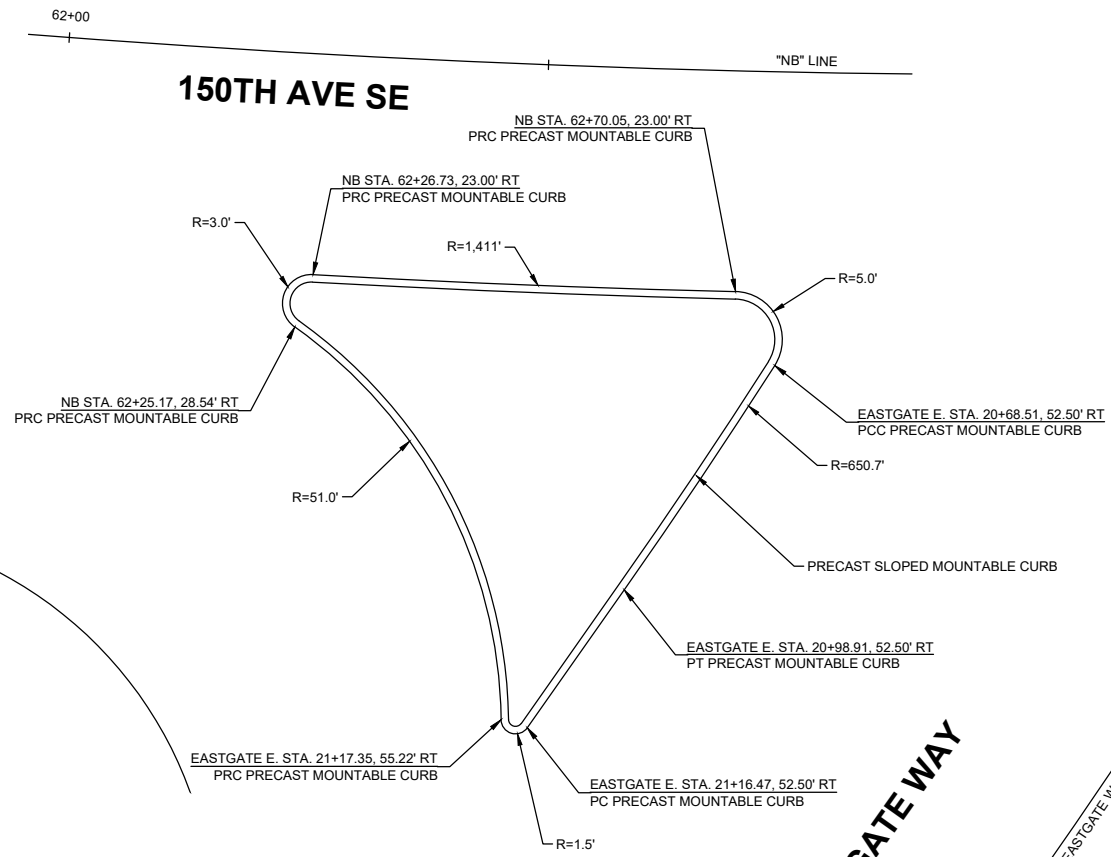 62+00
"NB" LINE
150TH AVE SE
NB STA. 62+70.05, 23.00' RT
PRC PRECAST MOUNTABLE CURB
NB STA. 62+26.73, 23.00' RT
PRC PRECAST MOUNTABLE CURB
R=3.0'
R=1,411'
R=5.0'
NB STA. 62+25.17, 28.54' RT
PRC PRECAST MOUNTABLE CURB
EASTGATE E. STA. 20+68.51, 52.50' RT
PCC PRECAST MOUNTABLE CURB
R=650.7'
R=51.0'
PRECAST SLOPED MOUNTABLE CURB
EASTGATE E. STA. 20+98.91, 52.50' RT
PT PRECAST MOUNTABLE CURB
EASTGATE E. STA. 21+17.35, 55.22' RT
PRC PRECAST MOUNTABLE CURB
EASTGATE E. STA. 21+16.47, 52.50' RT
PC PRECAST MOUNTABLE CURB
R=1.5'
GATE WAY
EASTGATE